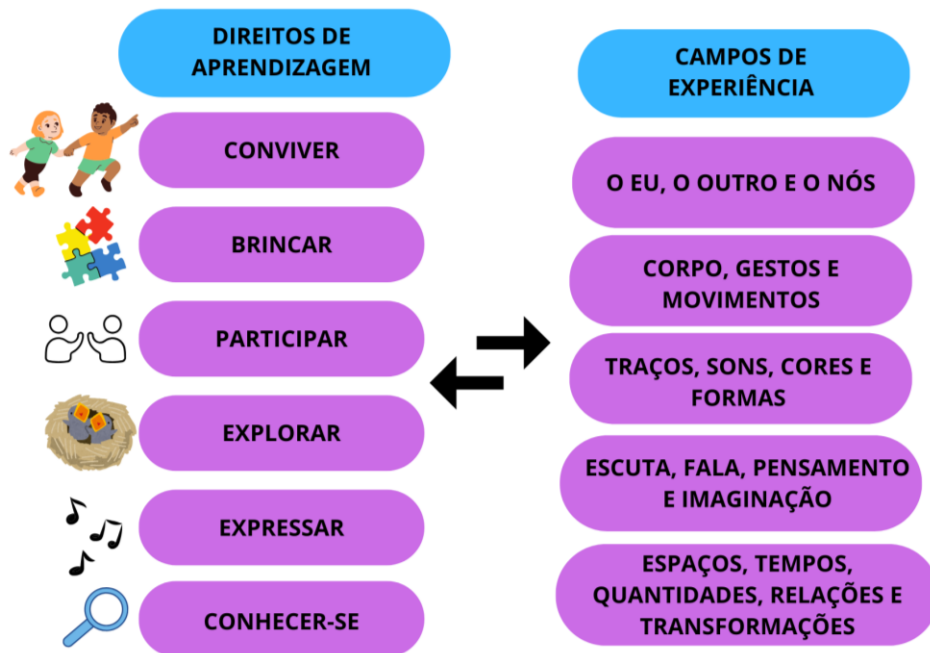 DIREITOS DE
APRENDIZAGEM
CONVIVER
BRINCAR
PARTICIPAR
EXPLORAR
EXPRESSAR
CONHECER-SE
CAMPOS DE
EXPERIÊNCIA
O EU, O OUTRO E O NÓS
CORPO, GESTOS E
MOVIMENTOS
TRAÇOS, SONS, CORES E
FORMAS
ESCUTA, FALA, PENSAMENTO
E IMAGINAÇÃO
ESPAÇOS, TEMPOS,
QUANTIDADES, RELAÇÕES E
TRANSFORMAÇÕES